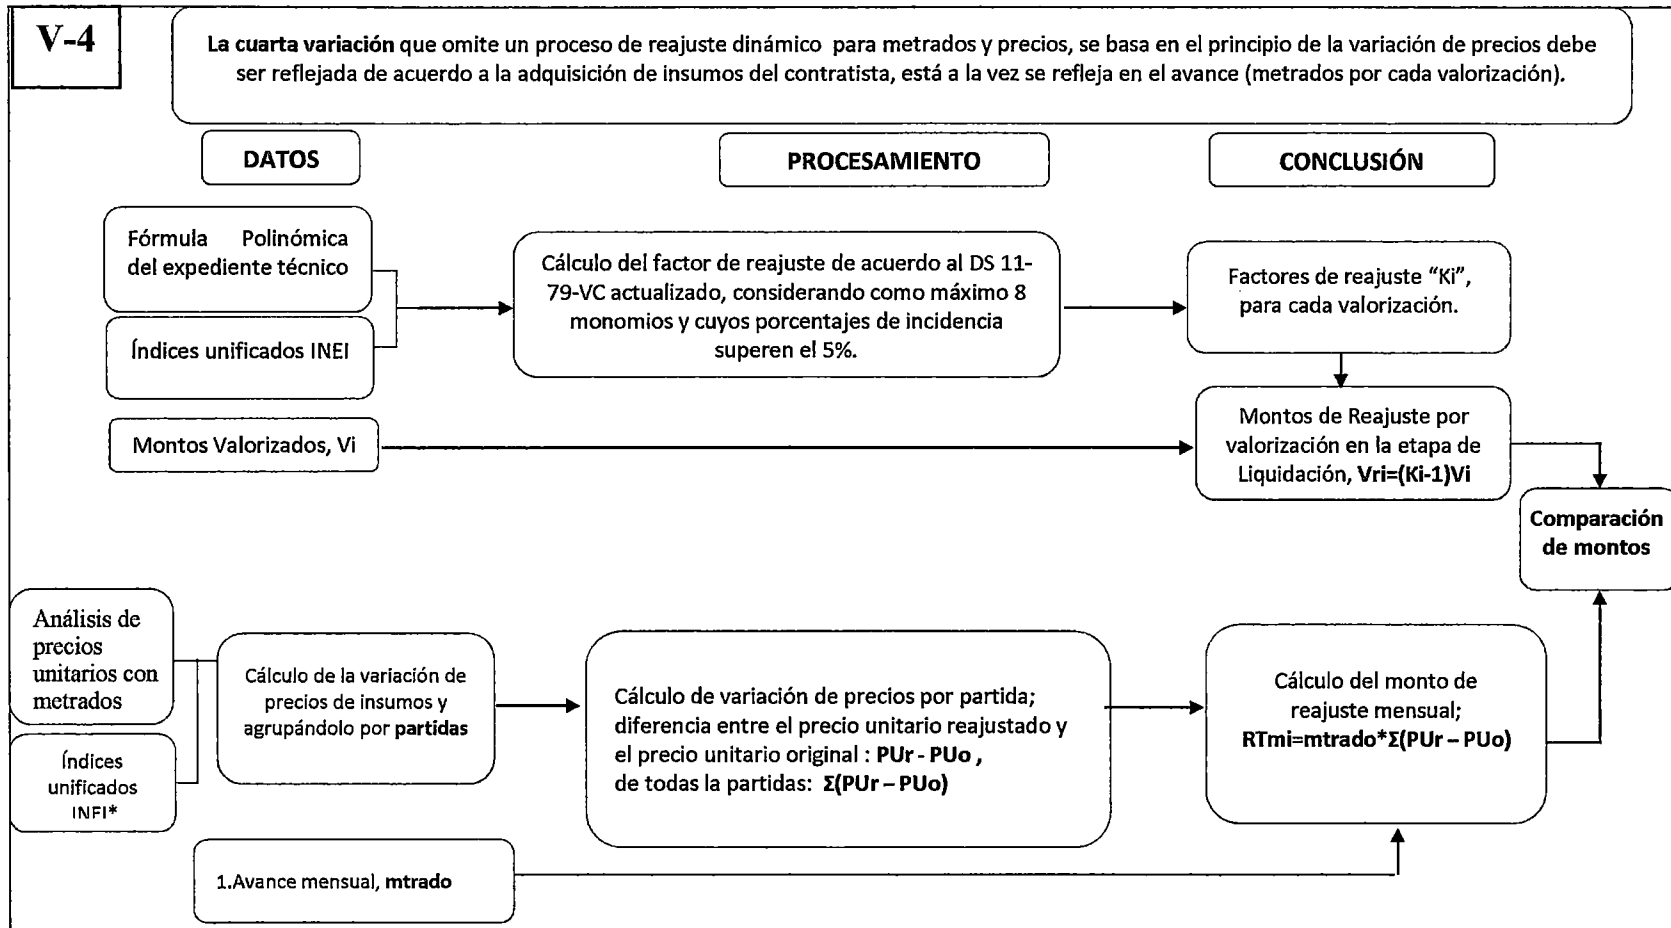 V-4
La cuarta variación que omite un proceso de reajuste dinámico para metrados y precios, se basa en el principio de la variación de precios debe
ser reflejada de acuerdo a la adquisición de insumos del contratista, está a la vez se refleja en el avance (metrados por cada valorización).
DATOS
PROCESAMIENTO
CONCLUSIÓN
Fórmula Polinómica
del expediente técnico
Índices unificados INEI
Cálculo del factor de reajuste de acuerdo al DS 11-
79-VC actualizado, considerando como máximo 8
monomios y cuyos porcentajes de incidencia
superen el 5%.
Factores de reajuste “Ki”,
para cada valorización.
Montos Valorizados, Vi
Montos de Reajuste por
valorización en la etapa de
Liquidación, Vri=(Ki-1)Vi
Comparación
de montos
Análisis de
precios
unitarios con
metrados
Índices
unificados
INFI*
Cálculo de la variación de
precios de insumos y
agrupándolo por partidas
Cálculo de variación de precios por partida;
diferencia entre el precio unitario reajustado y
el precio unitario original : PUr - PUo ,
de todas la partidas: Σ(PUr – PUo)
Cálculo del monto de
reajuste mensual;
RTmi=mtrado*Σ(PUr – PUo)
1.Avance mensual, mtrado